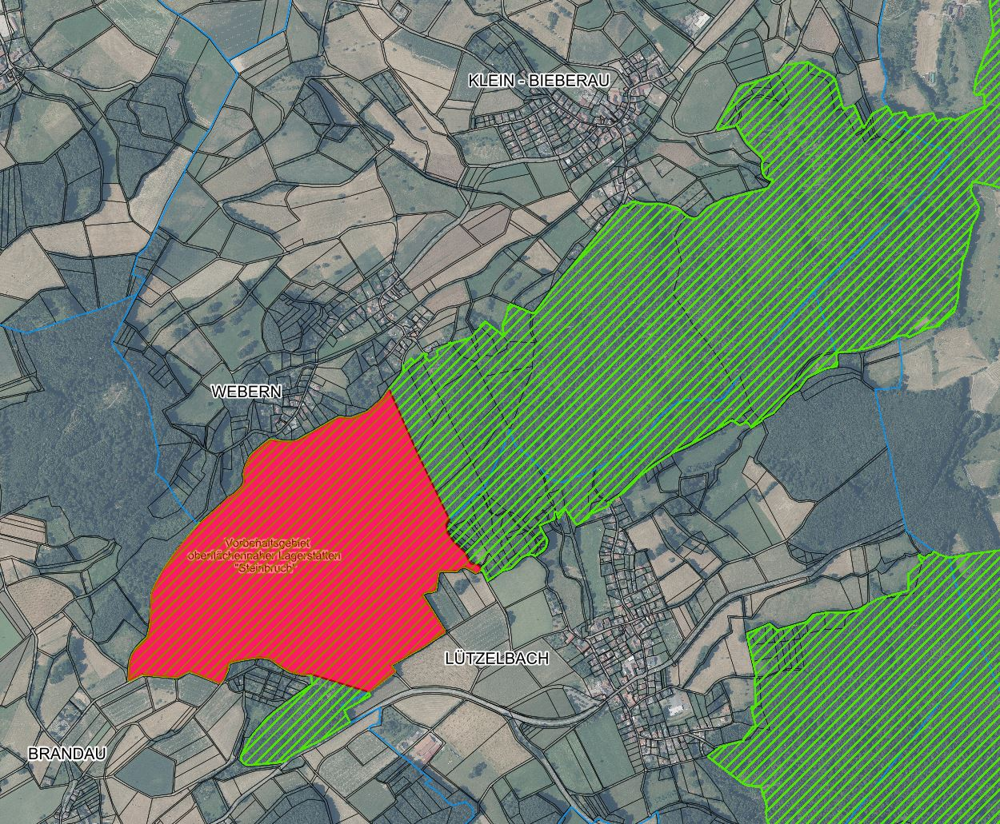 KLEIN - BIEBERAU
WEBERN
Vorbehaltsgebiet
oberflächennaher Lagerstätten
"Steinbruch"
LÜTZELBACH
BRANDAU